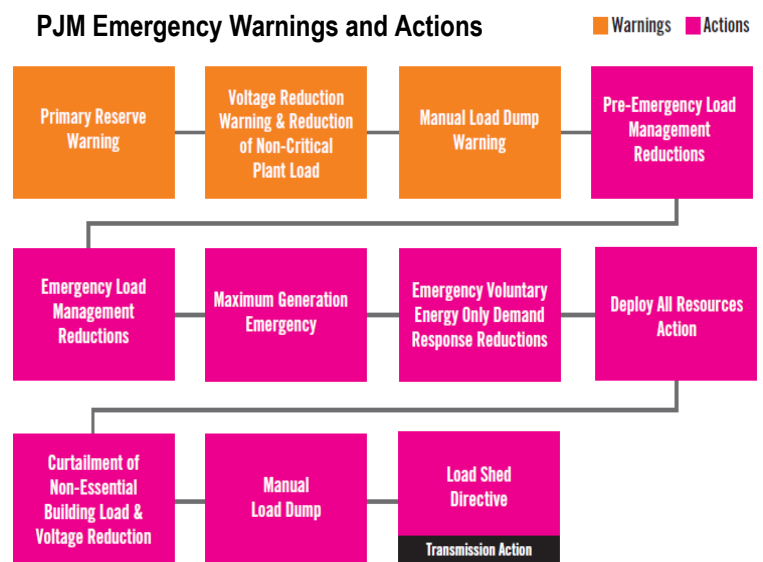 PJM Emergency Warnings and Actions
Warnings
Actions
Primary Reserve
Warning
Voltage Reduction
Warning & Reduction
of Non-Critical
Plant Load
Manual Load Dump
Warning
Pre-Emergency Load
Management
Reductions
Emergency Load
Management
Reductions
Maximum Generation
Emergency
Emergency Voluntary
Energy Only Demand
Response Reductions
Deploy All Resources
Action
Curtailment of
Non-Essential
Building Load &
Voltage Reduction
Manual
Load Dump
Load Shed
Directive
Transmission Action